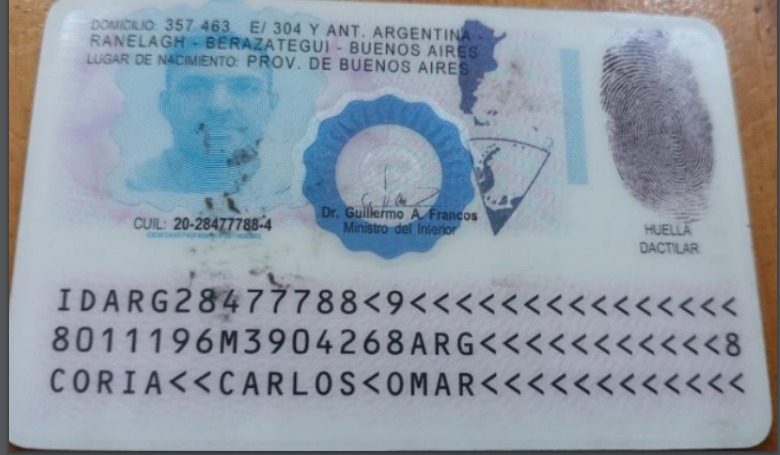 DOMICILIO: 357 463 E/ 304 Y ANT. ARGENTINA -
RANELAGH - BERAZATEGUI - BUENOS AIRES
LUGAR DE NACIMIENTO: PROV. DE BUENOS AIRES
CUIL: 20-28477788-4
Dr. Guillermo A. Francos
Ministro del Interior
HUELLA
DACTILAR
IDARG28477788<9<<<<<<<<<<<<<<<
8011196M3904268ARG<<<<<<<<<<<8
CORIA<<CARLOS<OMAR<<<<<<<<<<<<